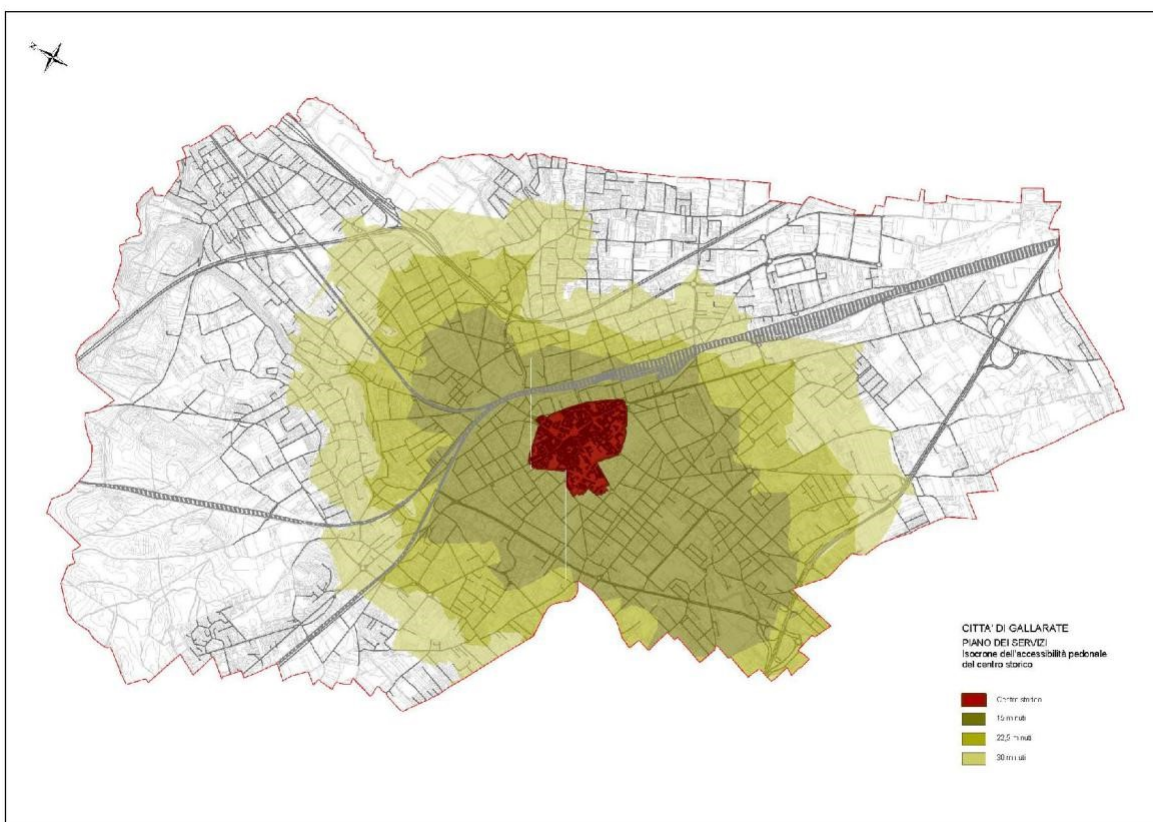 N
CITTA' DI GALLARATE
PIANO DEI SERVIZI
Isocrone dell'accessibilità pedonale
del centro storico
Centro storico
15 minuti
22,5 minuti
30 minuti